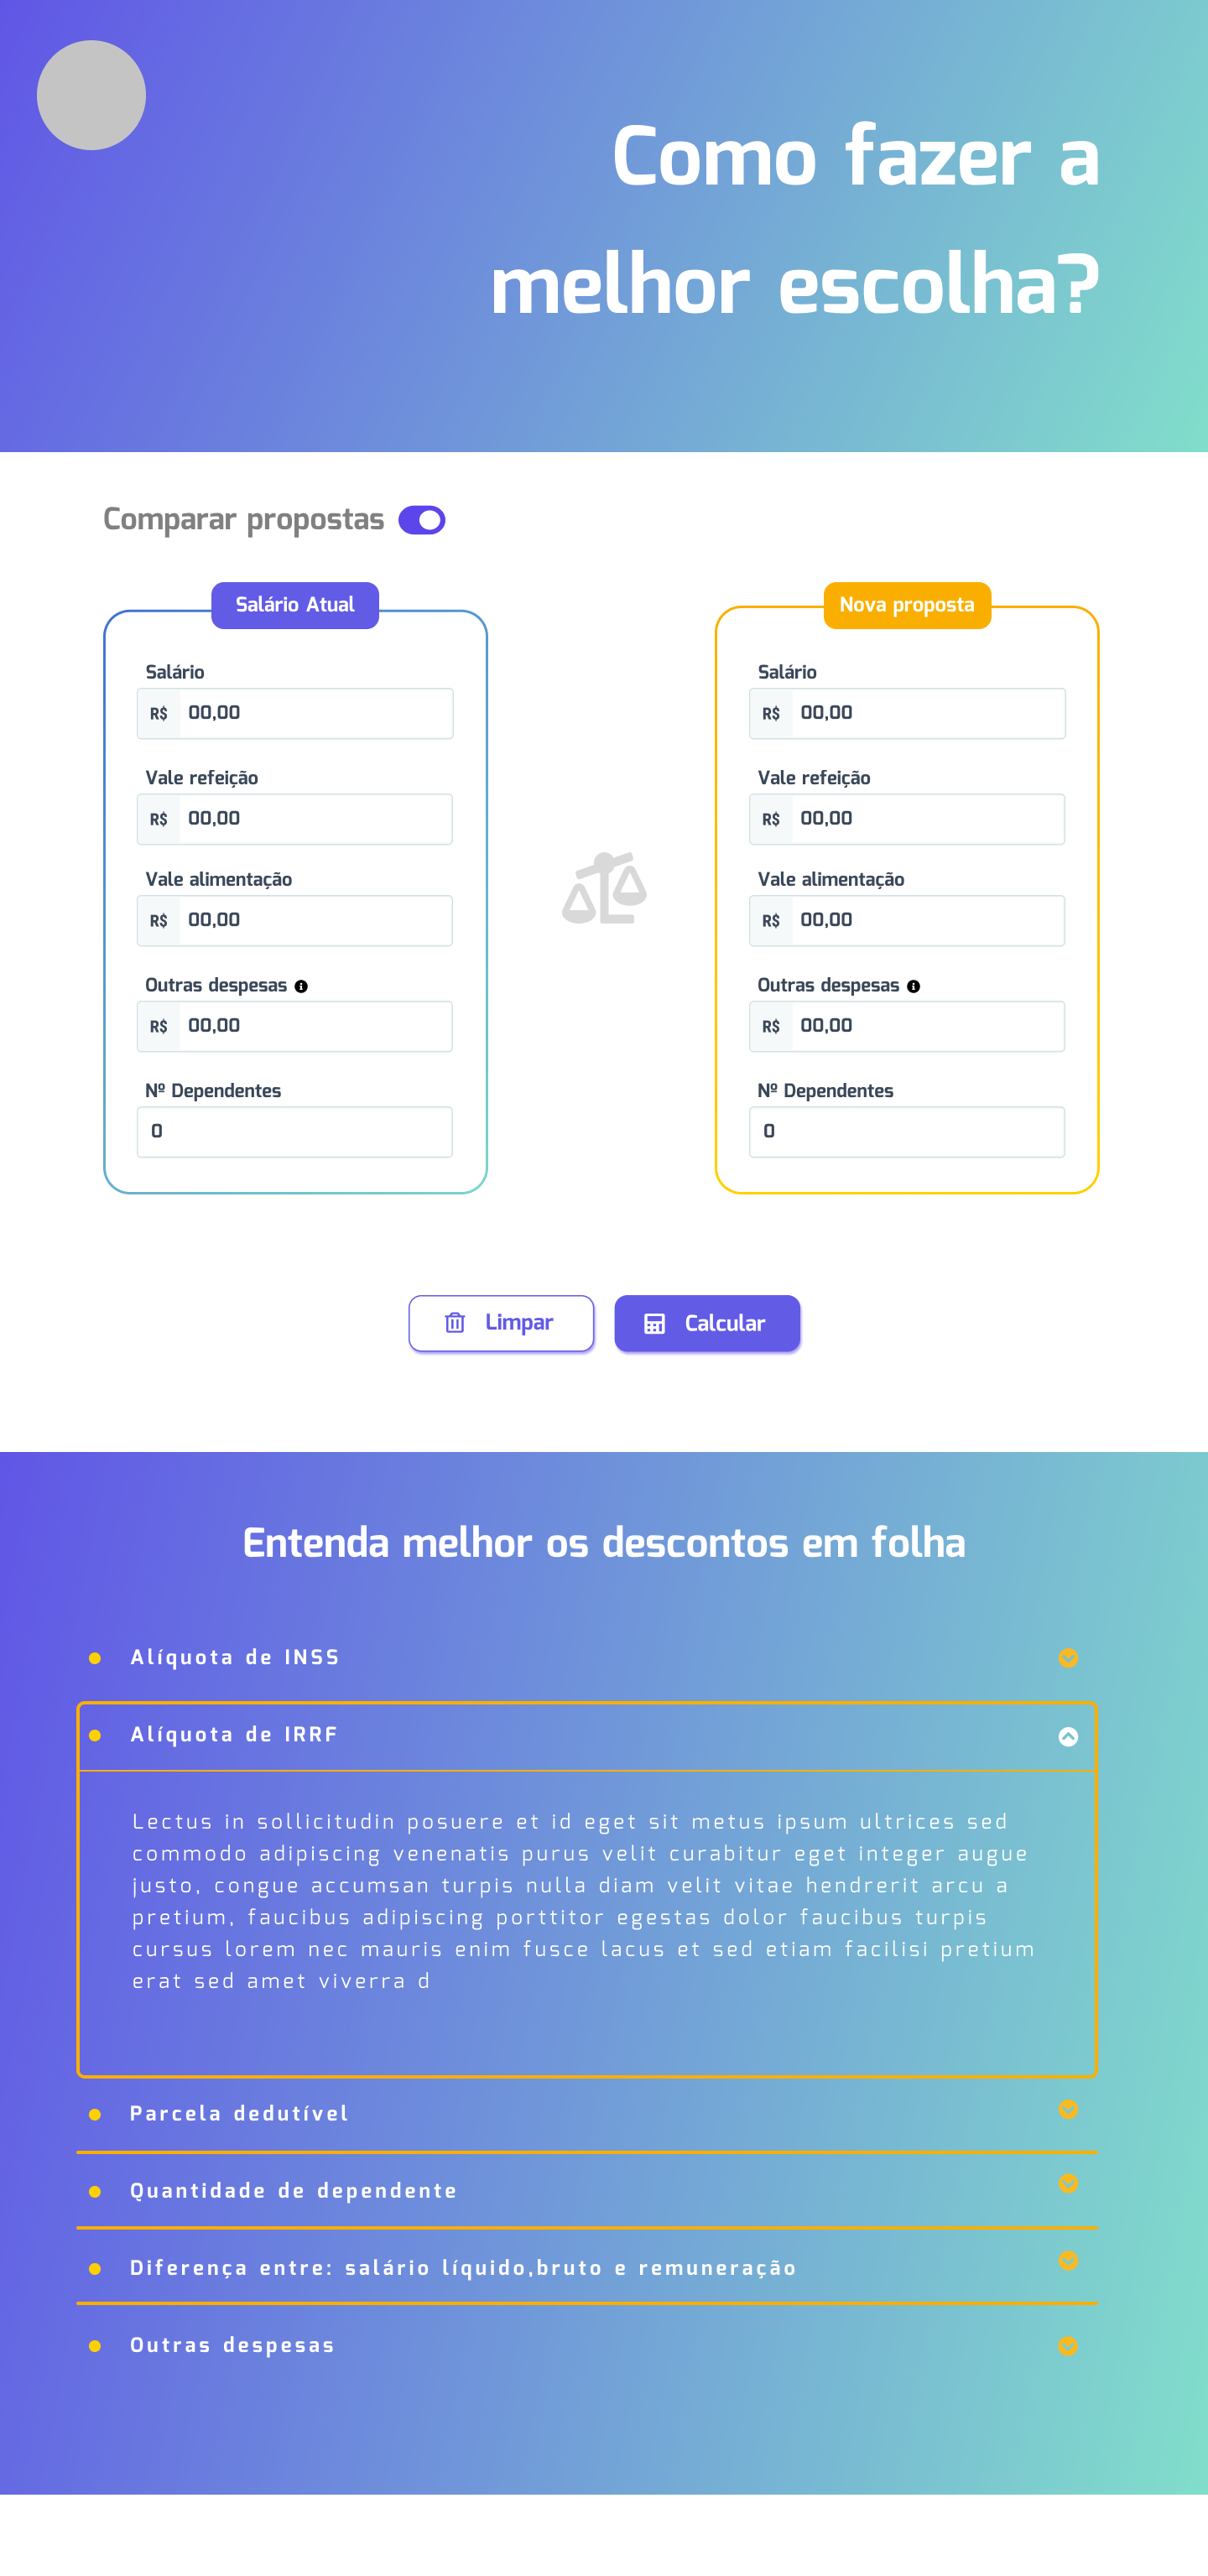 Como fazer a
melhor escolha?
Comparar propostas
Salário Atual
Salário
R$ 00,00
Vale refeição
R$ 00,00
Vale alimentação
R$ 00,00
Outras despesas
R$ 00,00
Nº Dependentes
0
Nova proposta
Salário
R$ 00,00
Vale refeição
R$ 00,00
Vale alimentação
R$ 00,00
Outras despesas
R$ 00,00
Nº Dependentes
0
Limpar
Calcular
Entenda melhor os descontos em folha
Alíquota de INSS
Alíquota de IRRF
Lectus in sollicitudin posuere et id eget sit metus ipsum ultrices sed
commodo adipiscing venenatis purus velit curabitur eget integer augue
justo, congue accumsan turpis nulla diam velit vitae hendrerit arcu a
pretium, faucibus adipiscing porttitor egestas dolor faucibus turpis
cursus lorem nec mauris enim fusce lacus et sed etiam facilisi pretium
erat sed amet viverra d
Parcela dedutível
Quantidade de dependente
Diferença entre: salário líquido,bruto e remuneração
Outras despesas